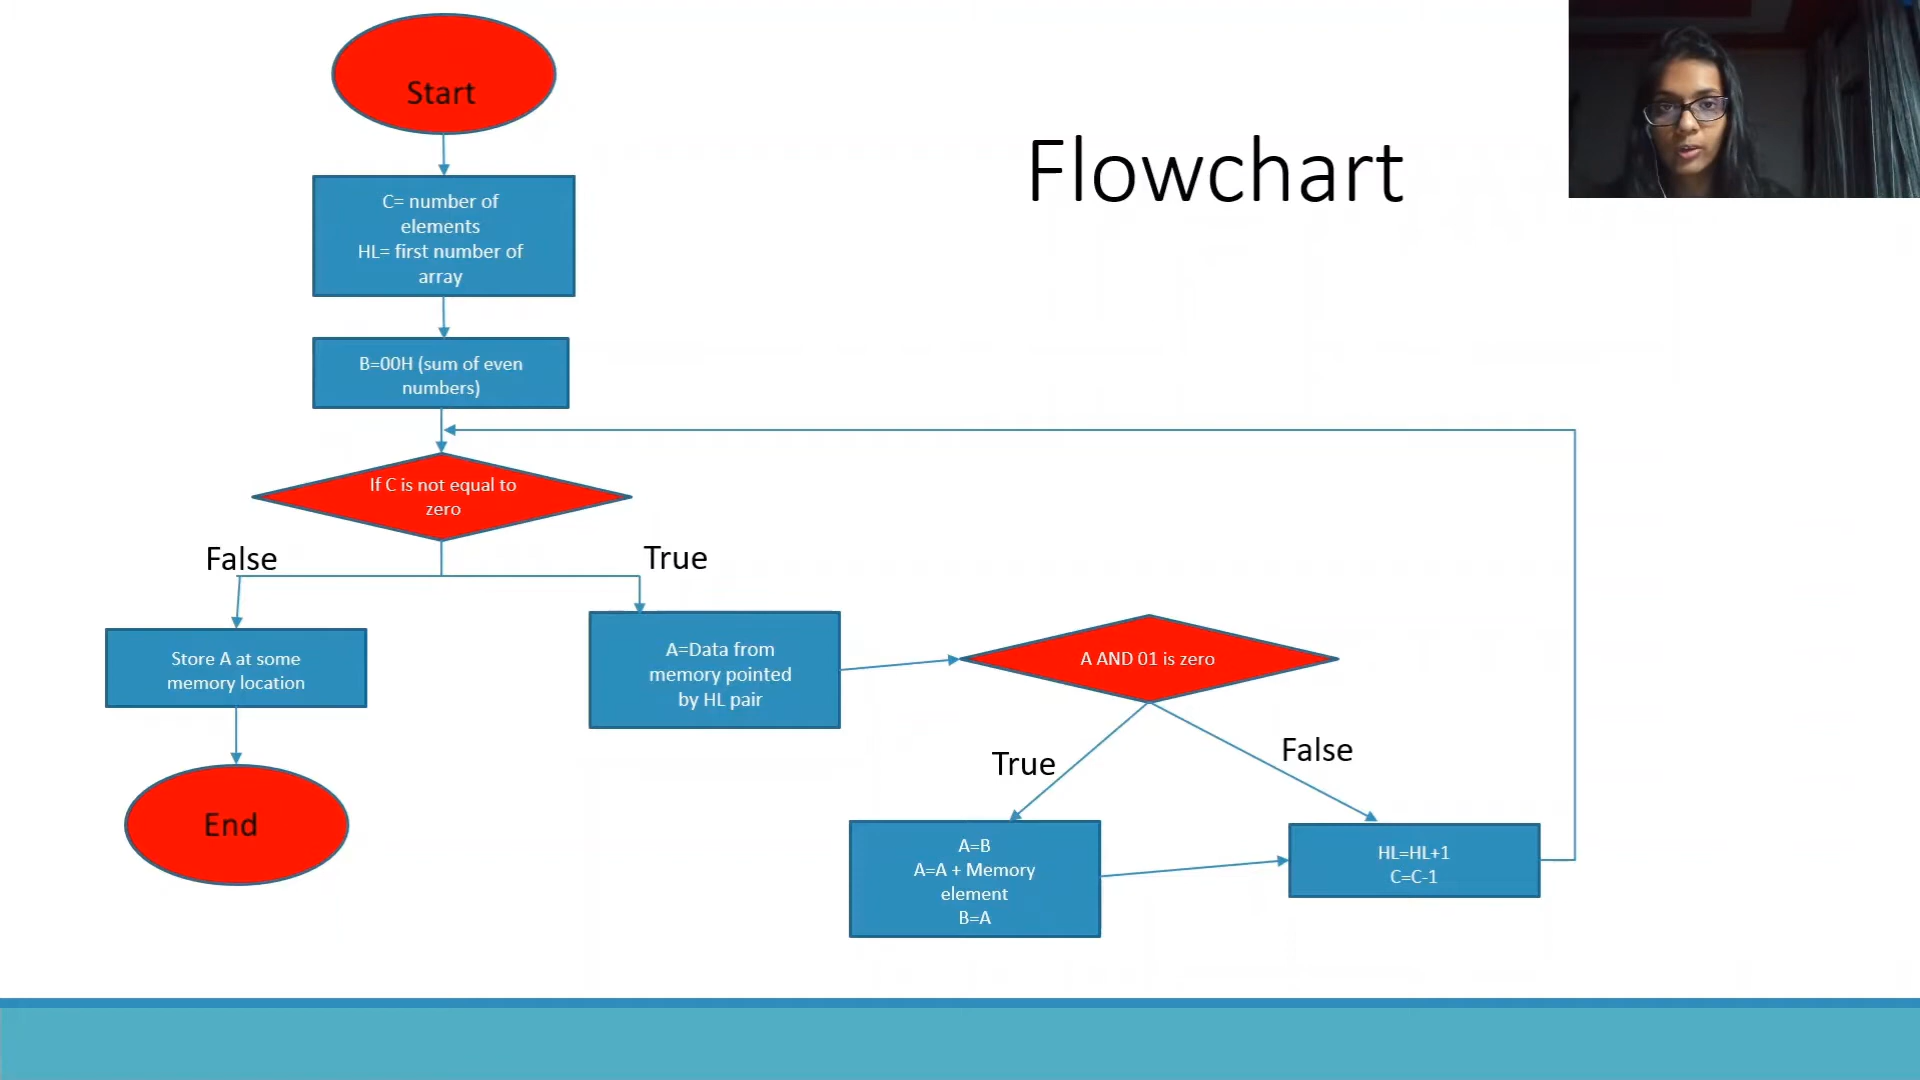 Start
Flowchart
C= number of
elements
HL= first number of
array
B=00H (sum of even
numbers)
If C is not equal to
zero
False
True
Store A at some
memory location
A=Data from
memory pointed
by HL pair
A AND 01 is zero
True
False
End
A=B
A=A + Memory
element
B=A
HL=HL+1
C=C-1